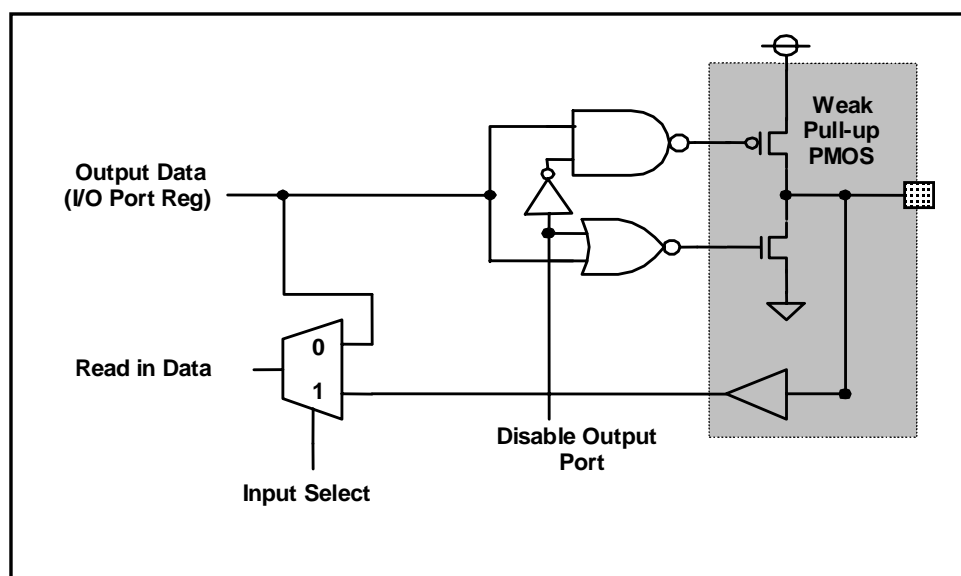 Weak
Pull-up
PMOS
Output Data
(I/O Port Reg)
0
Read in Data
1
Disable Output
Port
Input Select